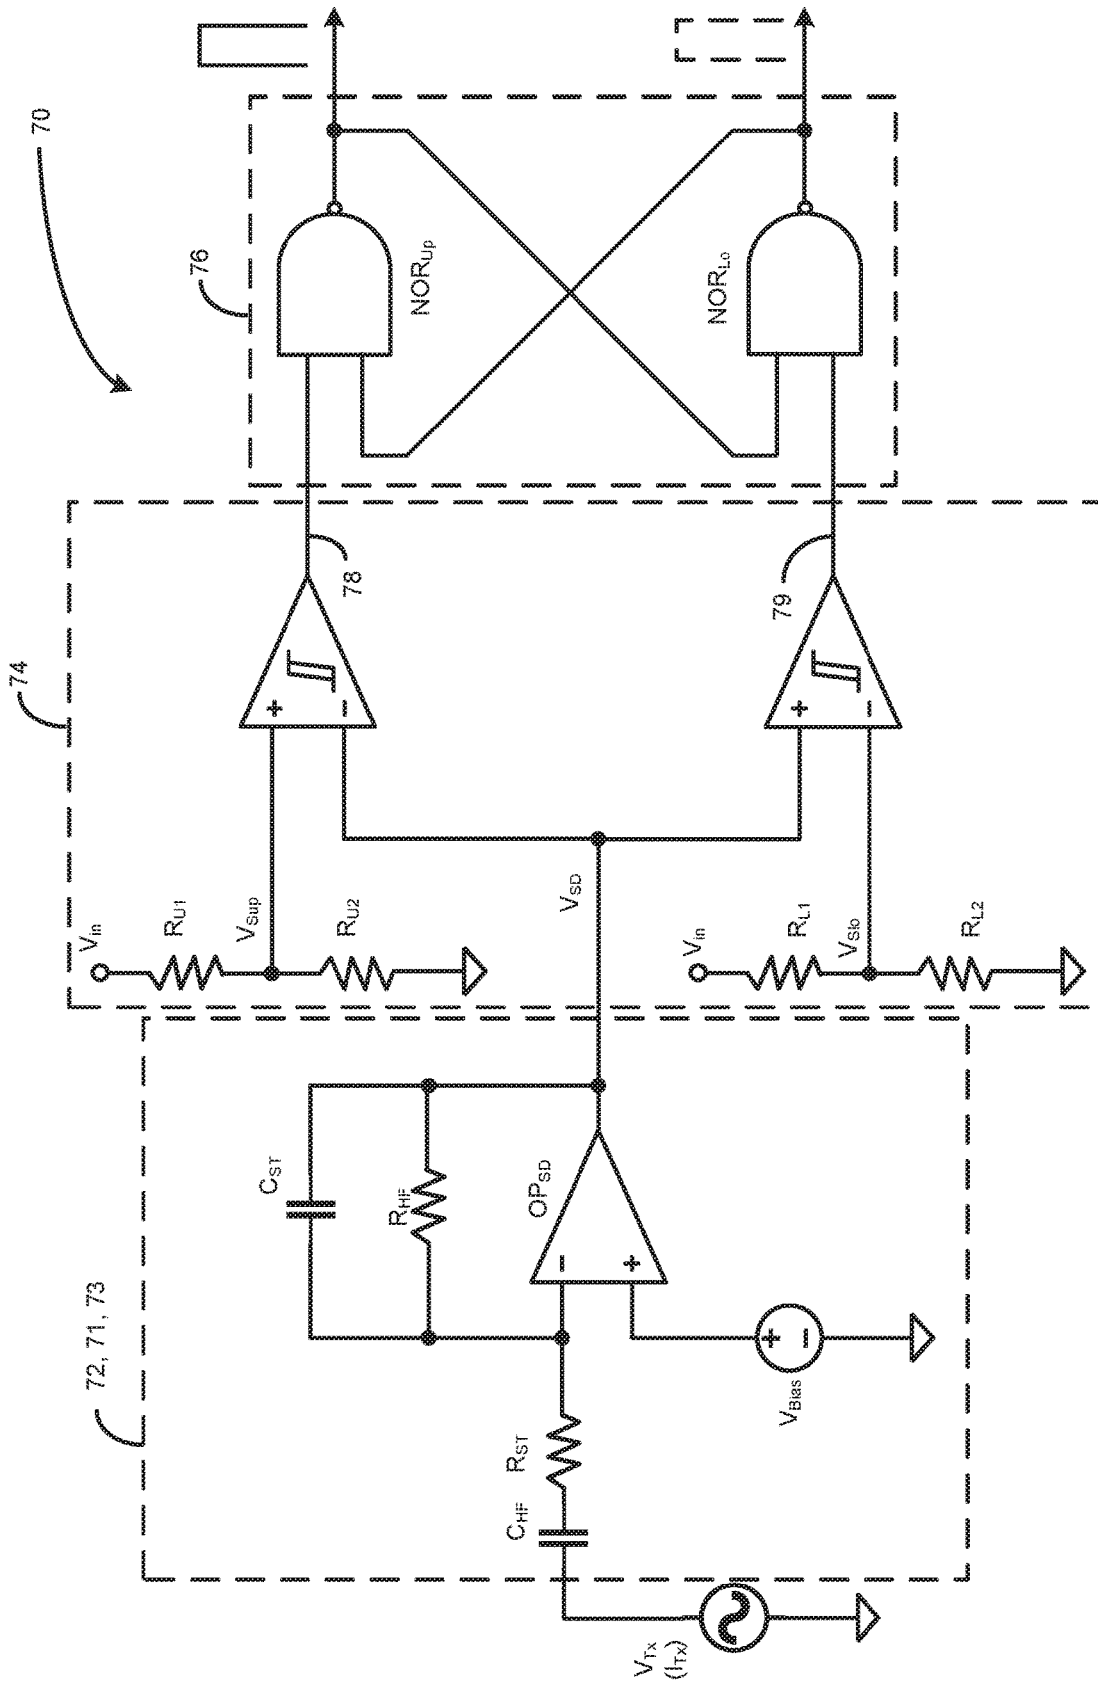 70
76
NOR_Up
NOR_Lo
74
78
79
V_in
R_U1
V_Sup
R_U2
V_SD
V_in
R_L1
V_Slo
R_L2
+
−
+
−
72, 71, 73
C_ST
R_HF
OP_SD
−
+
R_ST
C_HF
V_Bias
+
−
V_Tx
(I_Tx)